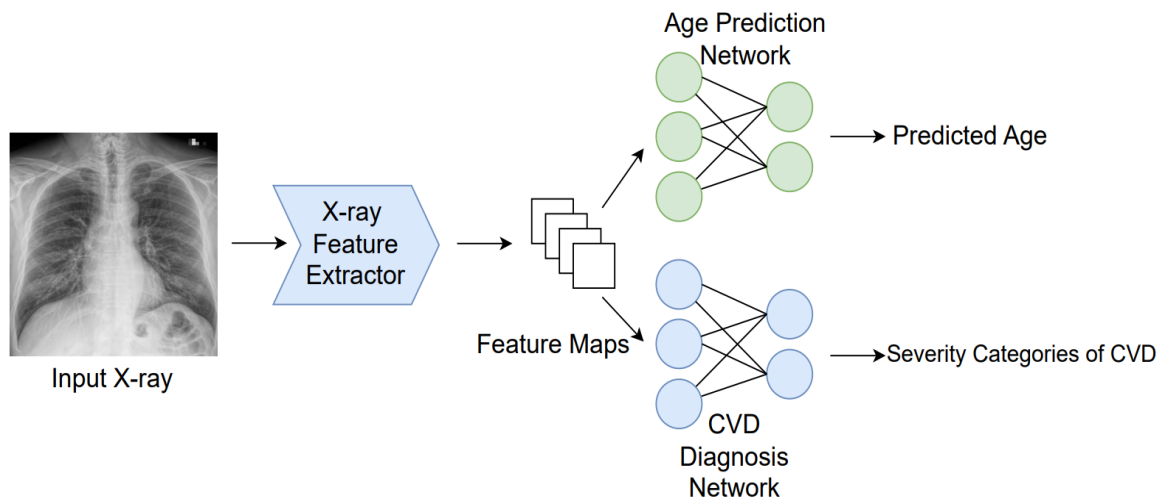 Age Prediction
Network
Predicted Age
X-ray
Feature
Extractor
Feature Maps
Input X-ray
Severity Categories of CVD
CVD
Diagnosis
Network